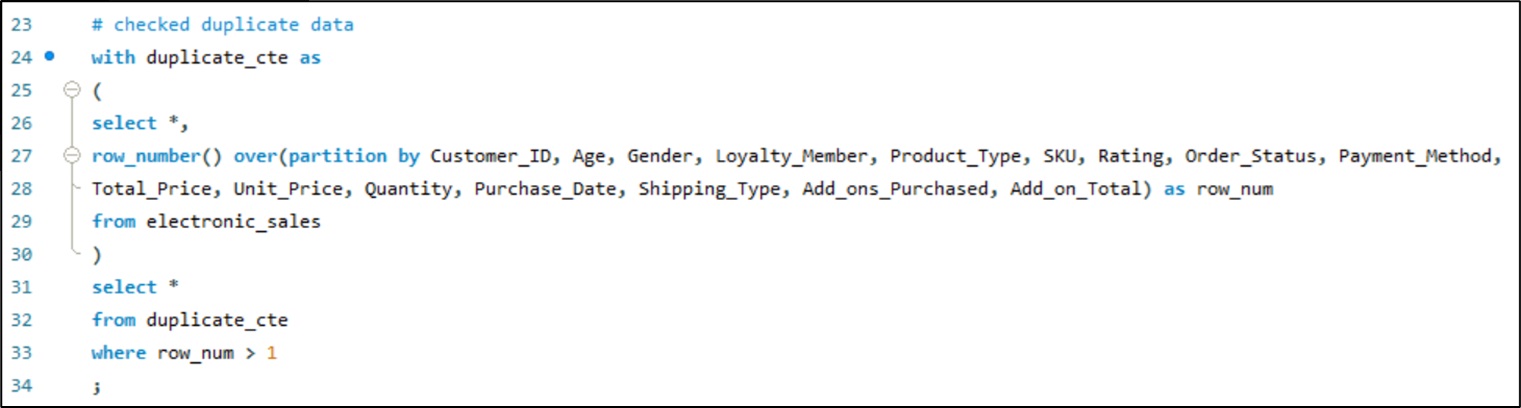 23 # checked duplicate data
24 with duplicate_cte as
25 (
26 select *,
27 row_number() over(partition by Customer_ID, Age, Gender, Loyalty_Member, Product_Type, SKU, Rating, Order_Status, Payment_Method,
28 Total_Price, Unit_Price, Quantity, Purchase_Date, Shipping_Type, Add_ons_Purchased, Add_on_Total) as row_num
29 from electronic_sales
30 )
31 select *
32 from duplicate_cte
33 where row_num > 1
34 ;